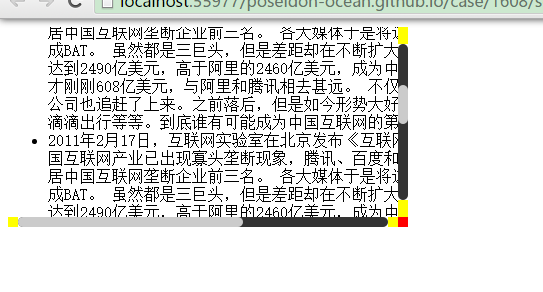 localhost:55977/poseidon-ocean.github.io/case/1608/s
居中国互联网垄断企业前三名。 各大媒体于是将
成BAT。 虽然都是三巨头，但是差距却在不断扩大
达到2490亿美元，高于阿里的2460亿美元，成为中
才刚刚608亿美元，与阿里和腾讯相去甚远。 不仅
公司也追赶了上来。之前落后，但是如今形势大好
滴滴出行等等。到底谁有可能成为中国互联网的第
2011年2月17日，互联网实验室在北京发布《互联网
国互联网产业已出现寡头垄断现象，腾讯、百度和
居中国互联网垄断企业前三名。 各大媒体于是将
成BAT。 虽然都是三巨头，但是差距却在不断扩大
达到2490亿美元，高于阿里的2460亿美元，成为中